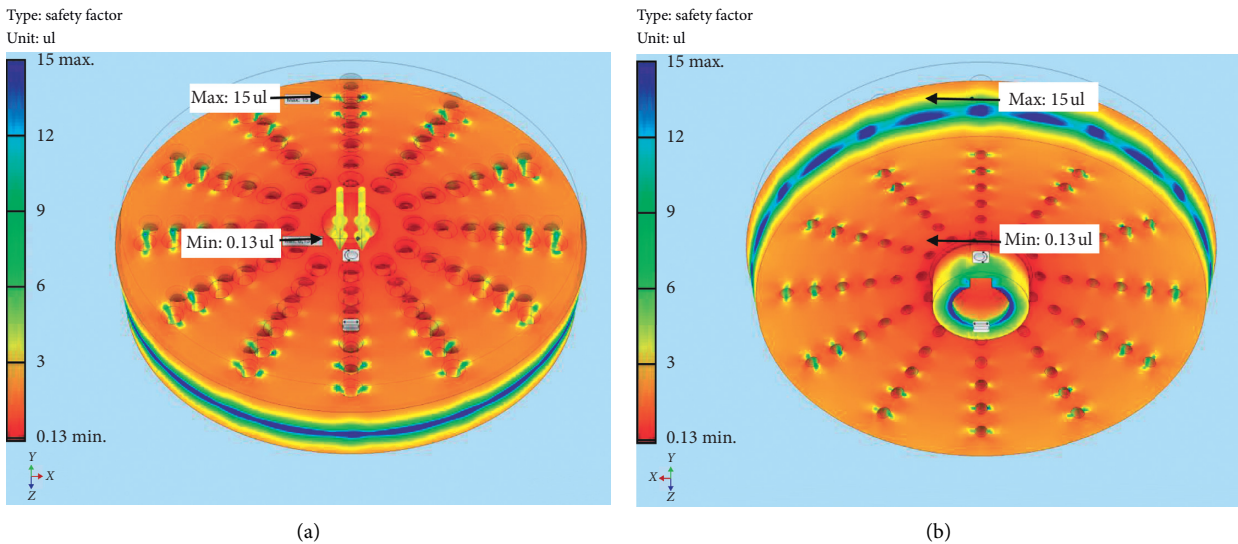 Type: safety factor
Unit: ul
15 max.
12
9
6
3
0.13 min.
Max: 15 ul
Min: 0.13 ul
Y
X
Z
(a)
Type: safety factor
Unit: ul
15 max.
12
9
6
3
0.13 min.
Max: 15 ul
Min: 0.13 ul
Y
X
Z
(b)